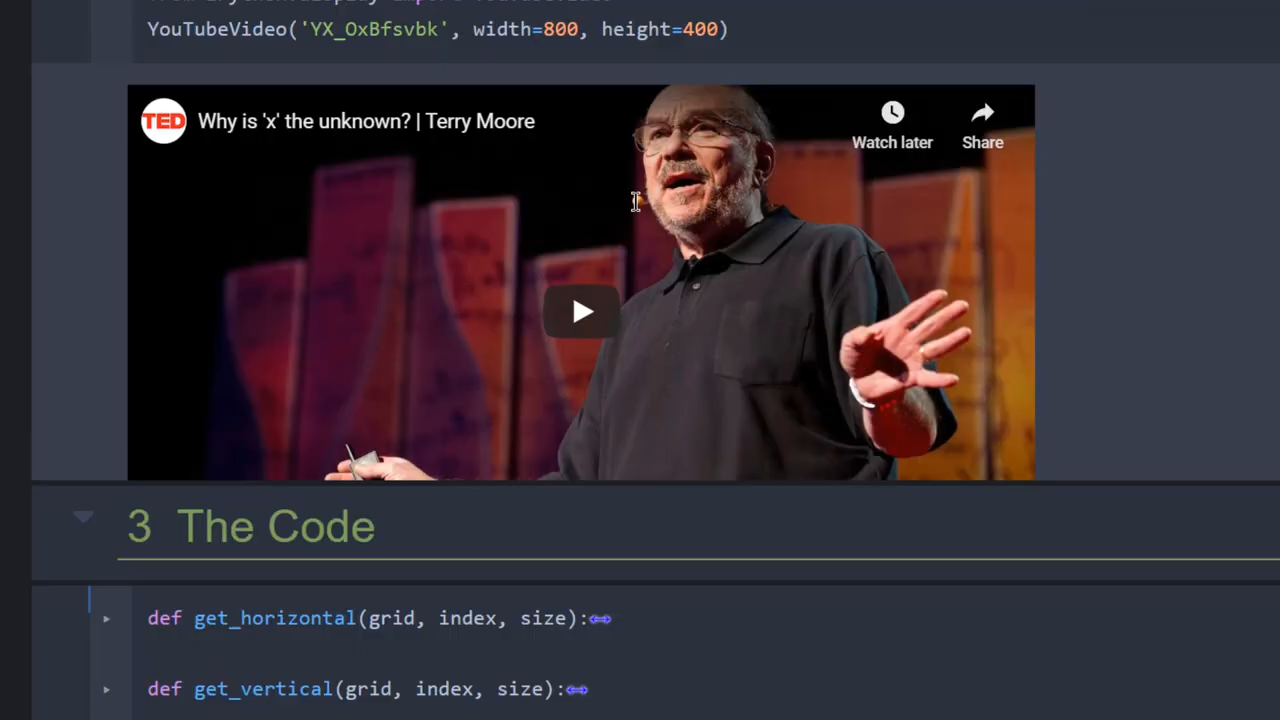 YouTubeVideo('YX_OxBfsvbk', width=800, height=400)
TED Why is 'x' the unknown? | Terry Moore
Watch later
Share
3 The Code
def get_horizontal(grid, index, size):
def get_vertical(grid, index, size):